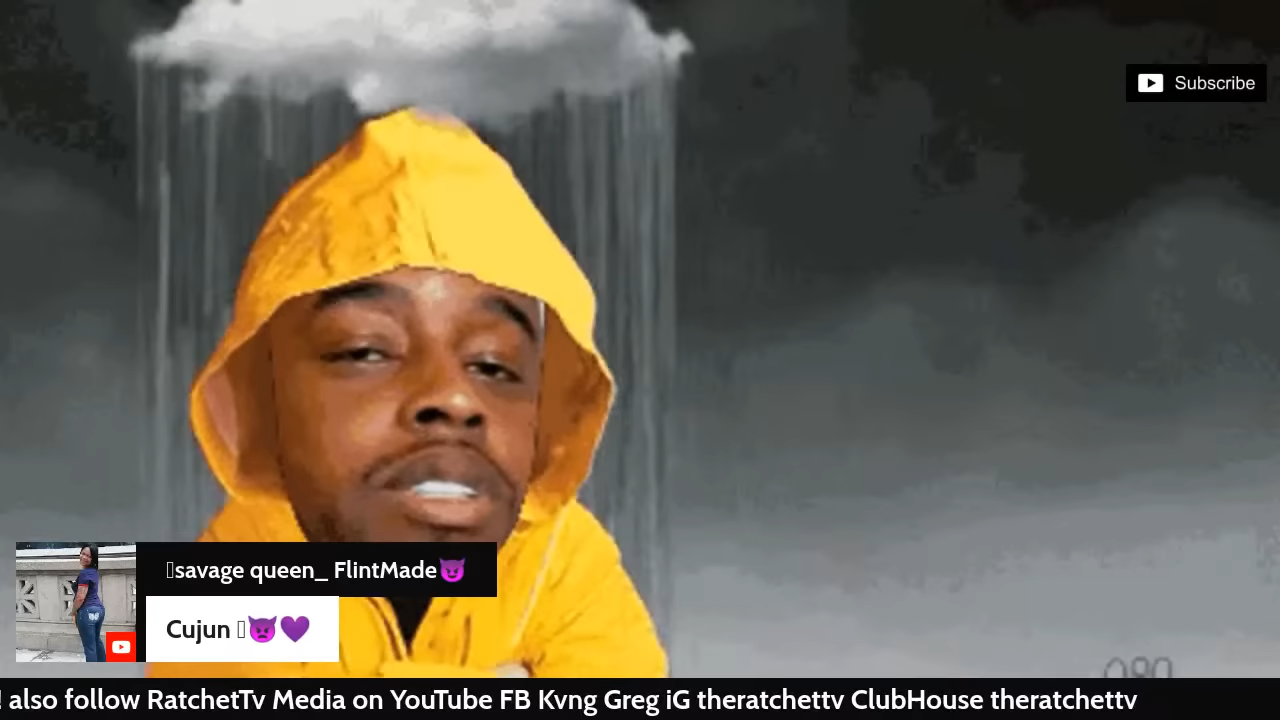 Subscribe
savage queen_ FlintMade😈
Cujun 👿💜
! also follow RatchetTv Media on YouTube FB Kvng Greg iG theratchettv ClubHouse theratchettv